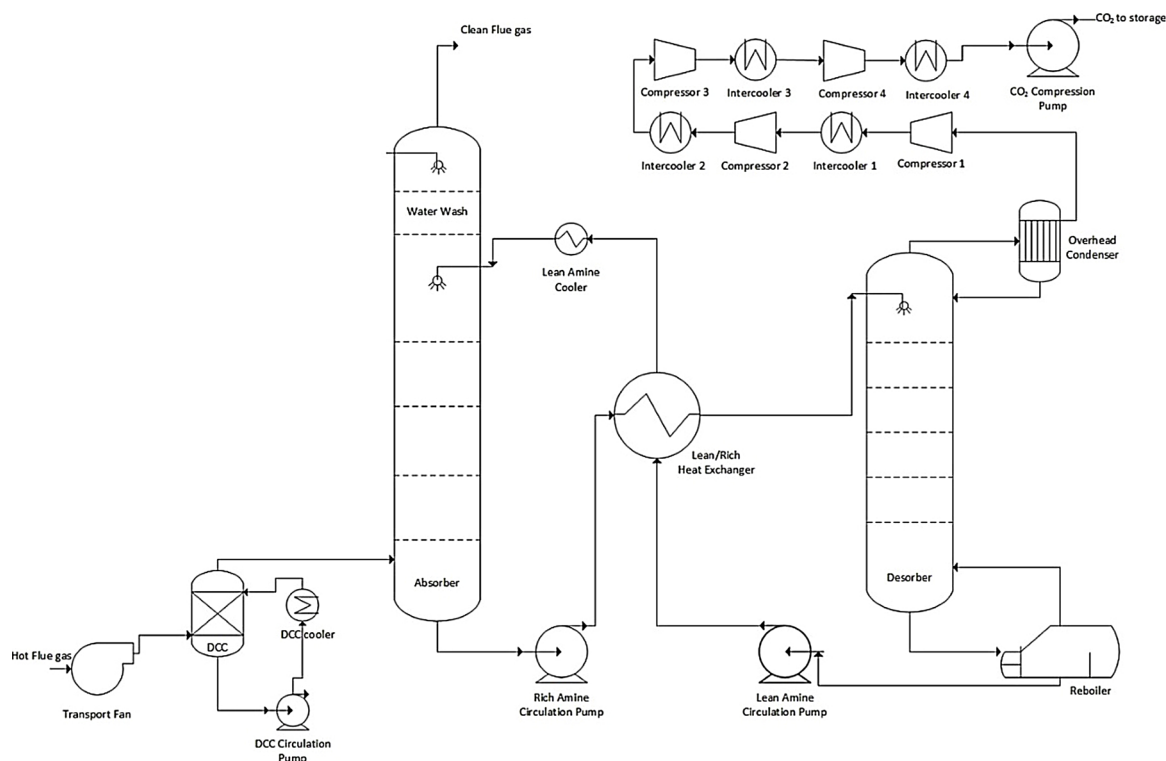 CO₂ to storage
Clean Flue gas
Compressor 3
Intercooler 3
Compressor 4
Intercooler 4
CO₂ Compression
Pump
Intercooler 2
Compressor 2
Intercooler 1
Compressor 1
Water Wash
Overhead
Condenser
Lean Amine
Cooler
Lean/Rich
Heat Exchanger
Absorber
Desorber
DCC
DCC cooler
Hot Flue gas
Transport Fan
DCC Circulation
Pump
Rich Amine
Circulation Pump
Lean Amine
Circulation Pump
Reboiler